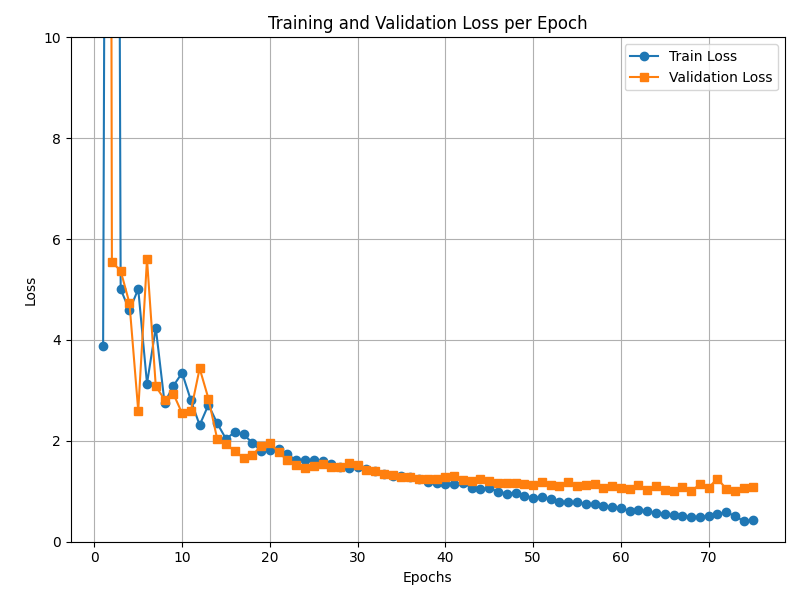 Training and Validation Loss per Epoch
Train Loss
Validation Loss
Loss
10
8
6
4
2
0
0 10 20 30 40 50 60 70
Epochs